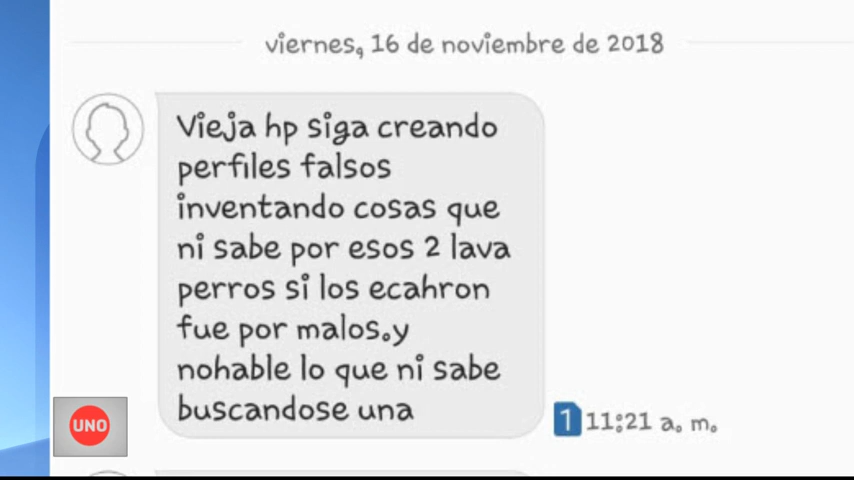 viernes, 16 de noviembre de 2018
Vieja hp siga creando
perfiles falsos
inventando cosas que
ni sabe por esos 2 lava
perros si los ecahron
fue por malos.y
nohable lo que ni sabe
buscandose una
1 11:21 a. m.
UNO